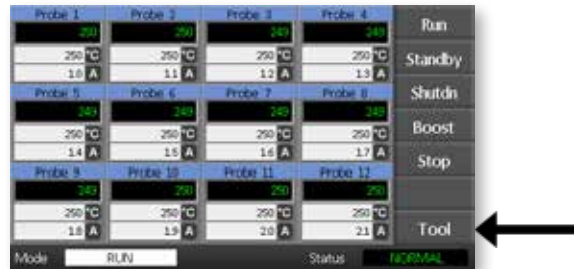 Probe 1 Probe 2 Probe 3 Probe 4 Run
250 250 249 249
250 °C 250 °C 250 °C 250 °C Standby
1.0 A 1.1 A 1.2 A 1.3 A
Probe 5 Probe 6 Probe 7 Probe 8 Shutdn
249 249 249 249
250 °C 250 °C 250 °C 250 °C Boost
1.4 A 1.5 A 1.6 A 1.7 A
Probe 9 Probe 10 Probe 11 Probe 12 Stop
249 250 250 250
250 °C 250 °C 250 °C 250 °C
1.8 A 1.9 A 2.0 A 2.1 A Tool
Mode RUN Status NORMAL